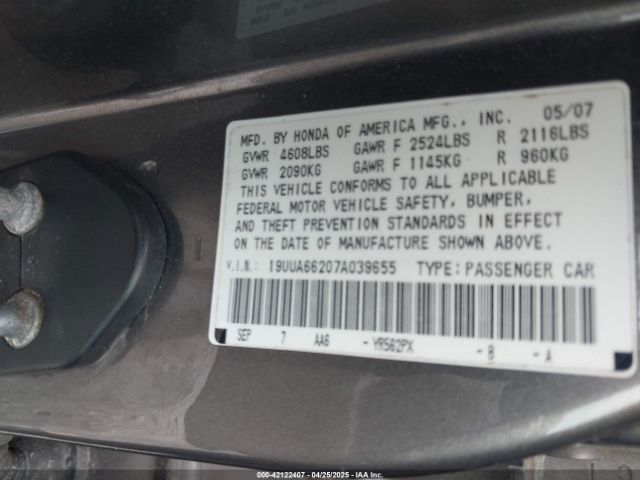 MFD. BY HONDA OF AMERICA MFG., INC. 05/07
GVWR 4608LBS GAWR F 2524LBS R 2116LBS
GVWR 2090KG GAWR F 1145KG R 960KG
THIS VEHICLE CONFORMS TO ALL APPLICABLE
FEDERAL MOTOR VEHICLE SAFETY, BUMPER,
AND THEFT PREVENTION STANDARDS IN EFFECT
ON THE DATE OF MANUFACTURE SHOWN ABOVE.
V.I.N.: 19UUA66207A039655 TYPE: PASSENGER CAR
SEP 7 AA6 - YR562PX - B - A
000-42122407 - 04/25/2025 - IAA Inc.